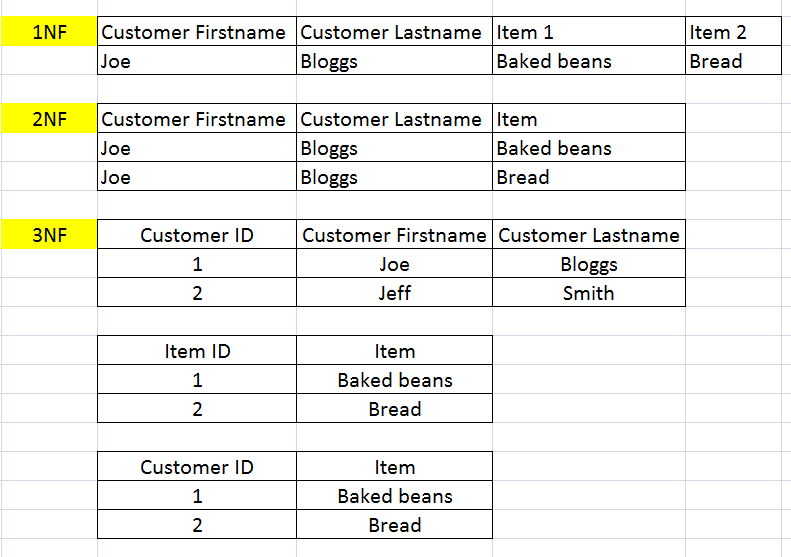 1NF Customer Firstname Customer Lastname Item 1 Item 2
Joe Bloggs Baked beans Bread
2NF Customer Firstname Customer Lastname Item
Joe Bloggs Baked beans
Joe Bloggs Bread
3NF Customer ID Customer Firstname Customer Lastname
1 Joe Bloggs
2 Jeff Smith
Item ID Item
1 Baked beans
2 Bread
Customer ID Item
1 Baked beans
2 Bread